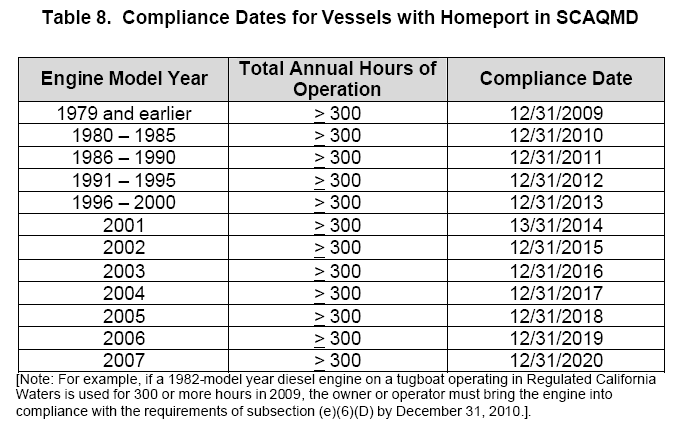 Table 8.  Compliance Dates for Vessels with Homeport in SCAQMD
Engine Model Year Total Annual Hours of Operation Compliance Date
1979 and earlier ≥ 300 12/31/2009
1980 – 1985 ≥ 300 12/31/2010
1986 – 1990 ≥ 300 12/31/2011
1991 – 1995 ≥ 300 12/31/2012
1996 – 2000 ≥ 300 12/31/2013
2001 ≥ 300 13/31/2014
2002 ≥ 300 12/31/2015
2003 ≥ 300 12/31/2016
2004 ≥ 300 12/31/2017
2005 ≥ 300 12/31/2018
2006 ≥ 300 12/31/2019
2007 ≥ 300 12/31/2020
[Note: For example, if a 1982-model year diesel engine on a tugboat operating in Regulated California
Waters is used for 300 or more hours in 2009, the owner or operator must bring the engine into
compliance with the requirements of subsection (e)(6)(D) by December 31, 2010.].